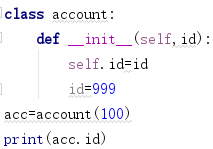 class account:
    def __init__(self,id):
        self.id=id
        id=999
acc=account(100)
print(acc.id)